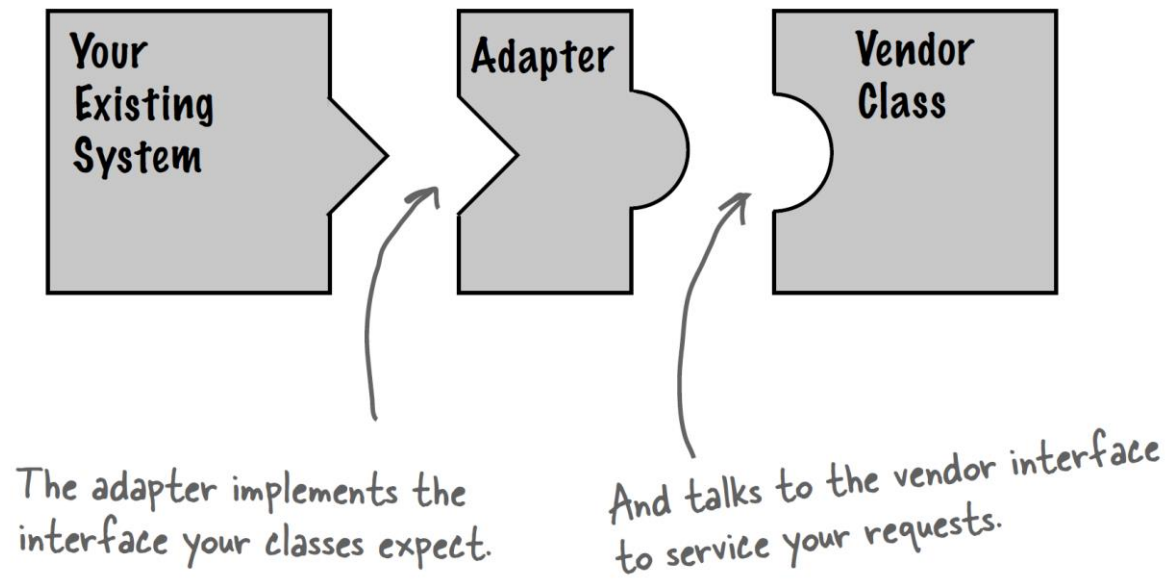 Your
Existing
System
Adapter
Vendor
Class
The adapter implements the
interface your classes expect.
And talks to the vendor interface
to service your requests.